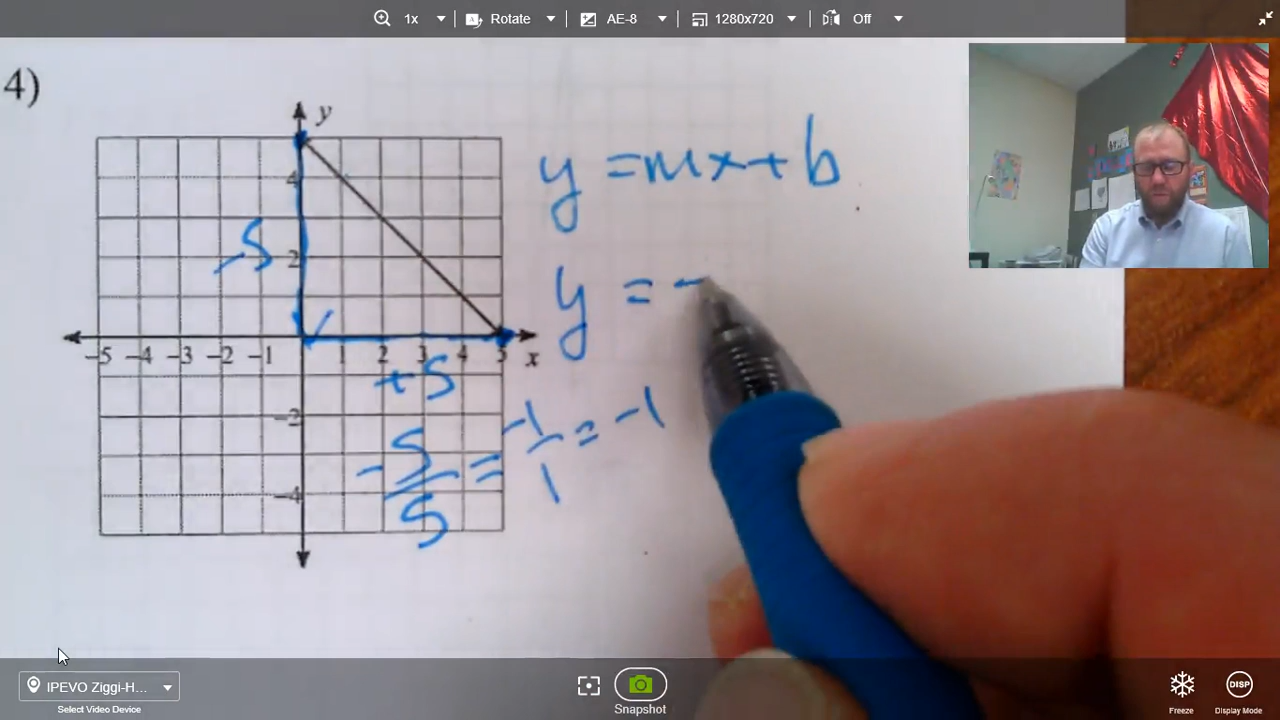 1x Rotate AE-8 1280x720 Off
4)
y
y = mx + b
4
-5
2
y = -
-5 -4 -3 -2 -1 1 2 3 4 5 x
+5
-2
-5/5 = -1/1 = -1
-4
IPEVO Ziggi-H...
Select Video Device
Snapshot
Freeze
DISP
Display Mode